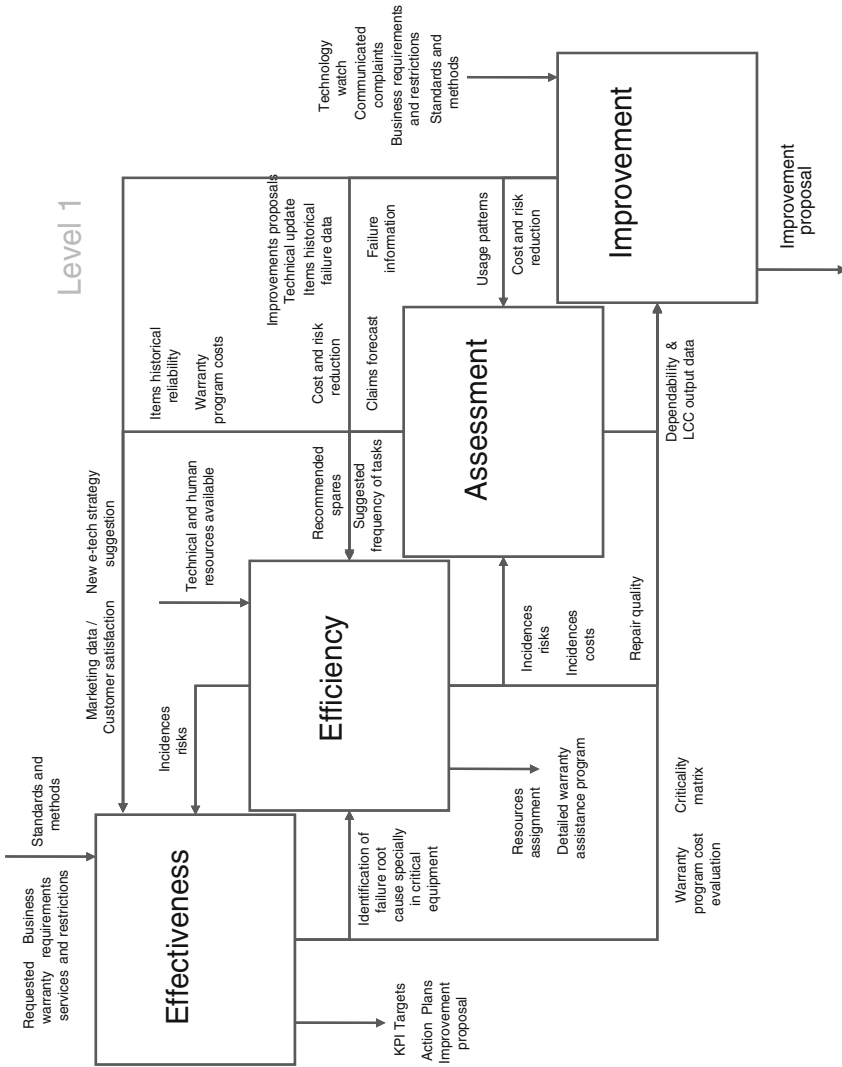 Level 1
Requested Business
warranty requirements
services and restrictions
Standards and
methods
Effectiveness
KPI Targets
Action Plans
Improvement
proposal
Marketing data /
Customer satisfaction
New e-tech strategy
suggestion
Incidences
risks
Technical and human
resources available
Items historical
reliability
Warranty
program costs
Identification of
failure root
cause specially
in critical
equipment
Efficiency
Recommended
spares
Suggested
frequency of tasks
Cost and risk
reduction
Claims forecast
Improvements proposals
Technical update
Items historical
failure data
Failure
information
Technology
watch
Communicated
complaints
Business requirements
and restrictions
Standards and
methods
Resources
assignment
Detailed warranty
assistance program
Incidences
risks
Incidences
costs
Assessment
Usage patterns
Cost and risk
reduction
Repair quality
Improvement
Warranty
program cost
evaluation
Criticality
matrix
Dependability &
LCC output data
Improvement
proposal